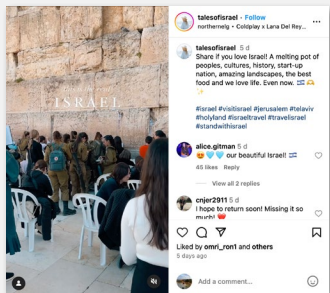 ISRAEL
talesofisrael • Follow
northernelg • Coldplay x Lana Del Rey...
talesofisrael 5 d
Share if you love Israel! A melting pot of
peoples, cultures, history, start-up
nation, amazing landscapes, the best
food and we love life. Even now. 🇮🇱🫶
✨
#israel #visitisrael #jerusalem #telaviv
#holyland #israeltravel #travelisrael
#standwithisrael
alice.gitman 5 d
😍🩵🩵 our beautiful Israel! 🇮🇱
45 likes Reply
View all 2 replies
cnjer2911 5 d
I hope to return soon! Missing it so
much! ❤️
Liked by omri_ron1 and others
5 days ago
Add a comment...